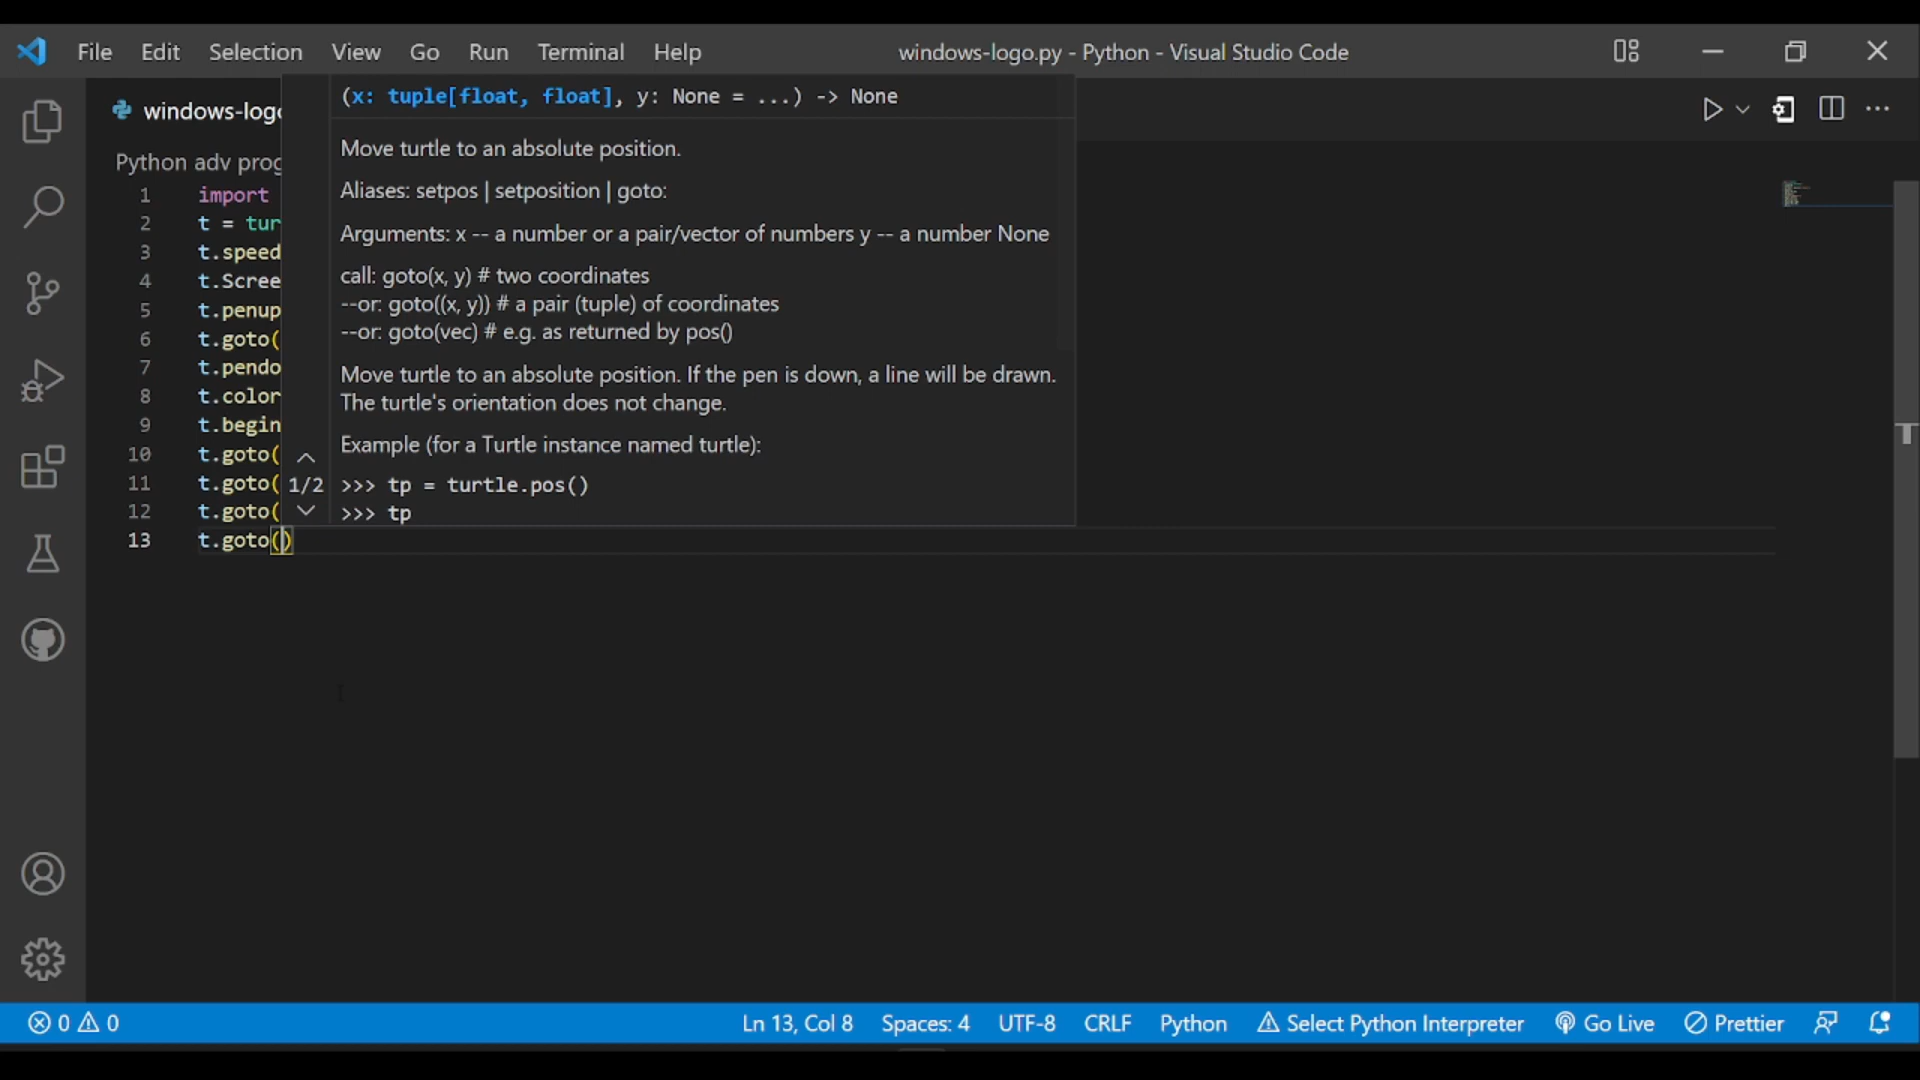 File Edit Selection View Go Run Terminal Help windows-logo.py - Python - Visual Studio Code
windows-logo
Python adv prog
(x: tuple[float, float], y: None = ...) -> None
Move turtle to an absolute position.
Aliases: setpos | setposition | goto:
Arguments: x -- a number or a pair/vector of numbers y -- a number None
call: goto(x, y) # two coordinates
--or: goto((x, y)) # a pair (tuple) of coordinates
--or: goto(vec) # e.g. as returned by pos()
Move turtle to an absolute position. If the pen is down, a line will be drawn.
The turtle's orientation does not change.
Example (for a Turtle instance named turtle):
>>> tp = turtle.pos()
>>> tp
1/2
1 import
2 t = tur
3 t.speed
4 t.Scree
5 t.penup
6 t.goto(
7 t.pendo
8 t.color
9 t.begin
10 t.goto(
11 t.goto(
12 t.goto(
13 t.goto()
0 0 Ln 13, Col 8 Spaces: 4 UTF-8 CRLF Python Select Python Interpreter Go Live Prettier